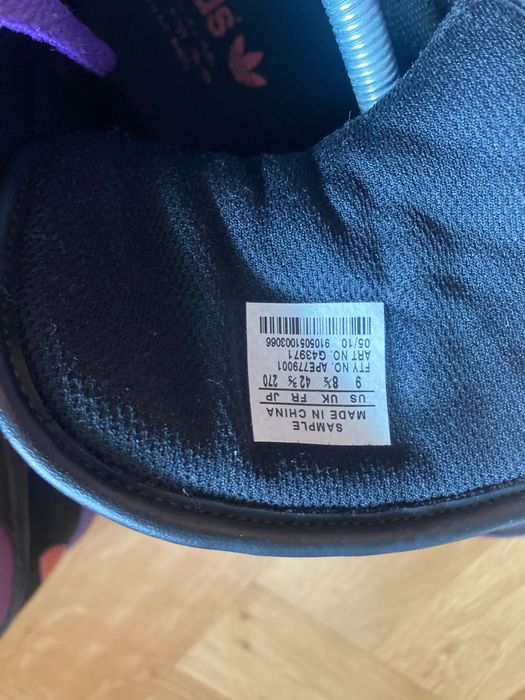 SAMPLE
MADE IN CHINA
US UK FR JP
9 8½ 42⅔ 270
FTY NO. APE779001
ART NO. G43971
05/10 9105051003066